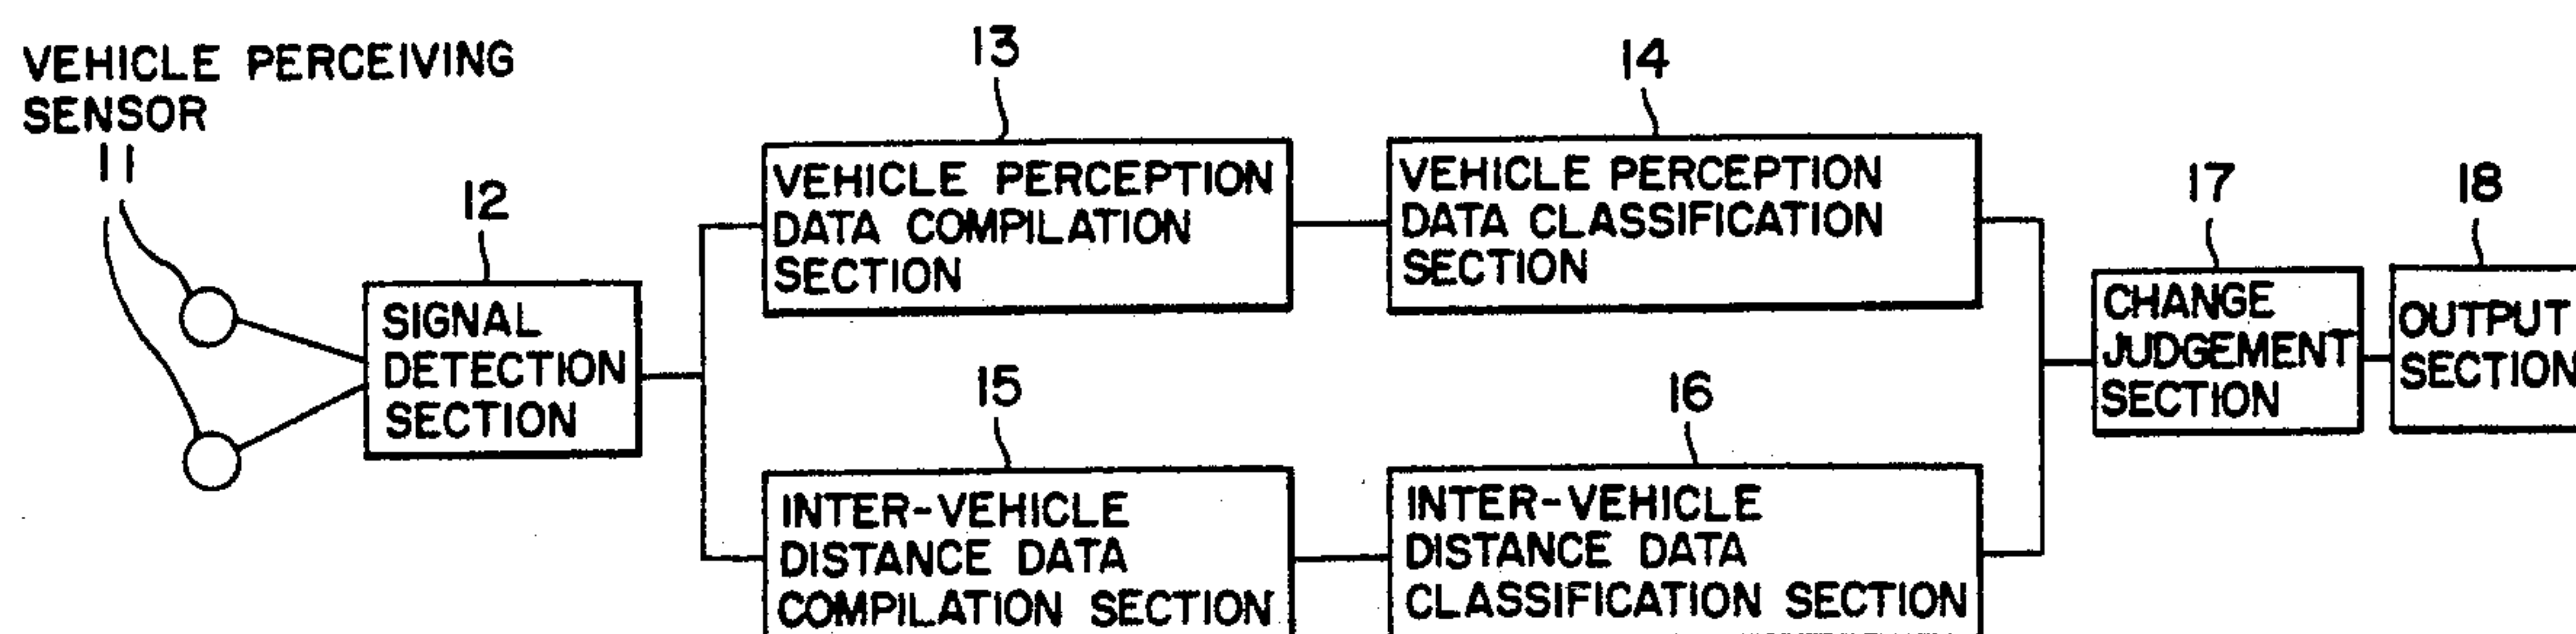 VEHICLE PERCEIVING
SENSOR
11
12
SIGNAL
DETECTION
SECTION
13
VEHICLE PERCEPTION
DATA COMPILATION
SECTION
14
VEHICLE PERCEPTION
DATA CLASSIFICATION
SECTION
15
INTER-VEHICLE
DISTANCE DATA
COMPILATION SECTION
16
INTER-VEHICLE
DISTANCE DATA
CLASSIFICATION SECTION
17
CHANGE
JUDGEMENT
SECTION
18
OUTPUT
SECTION